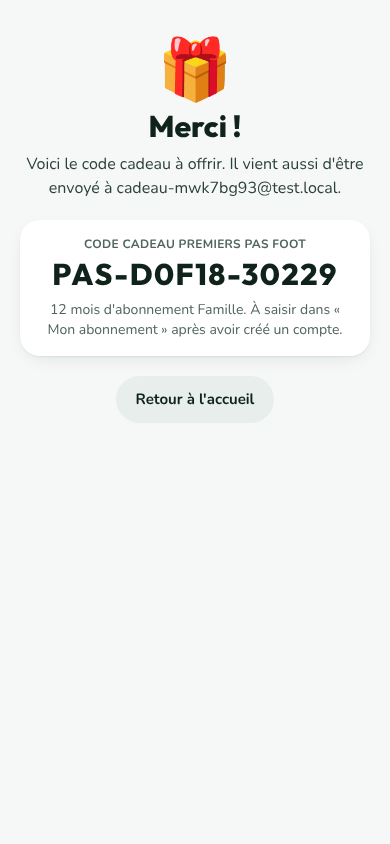 Merci !
Voici le code cadeau à offrir. Il vient aussi d'être
envoyé à cadeau-mwk7bg93@test.local.
CODE CADEAU PREMIERS PAS FOOT
PAS-D0F18-30229
12 mois d'abonnement Famille. À saisir dans «
Mon abonnement » après avoir créé un compte.
Retour à l'accueil